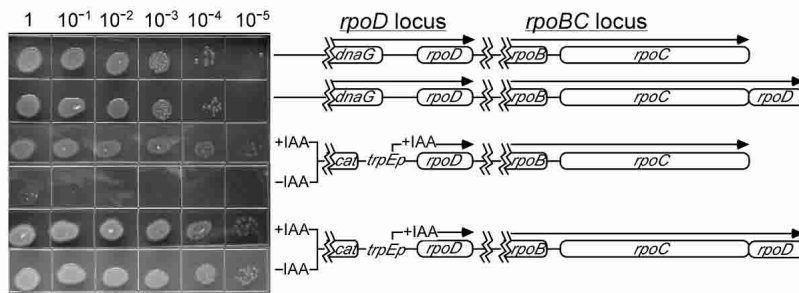 1 10⁻¹ 10⁻² 10⁻³ 10⁻⁴ 10⁻⁵ rpoD locus rpoBC locus
dnaG rpoD rpoB rpoC
dnaG rpoD rpoB rpoC rpoD
+IAA +IAA
cat trpEp rpoD rpoB rpoC
–IAA
+IAA +IAA
cat trpEp rpoD rpoB rpoC rpoD
–IAA